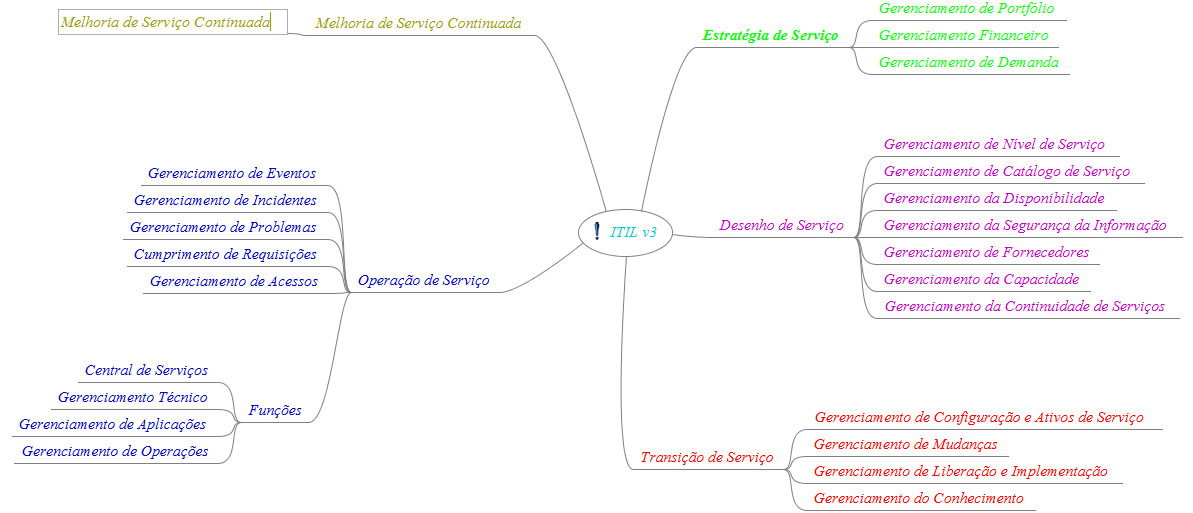 Melhoria de Serviço Continuada
Melhoria de Serviço Continuada
Estratégia de Serviço
Gerenciamento de Portfólio
Gerenciamento Financeiro
Gerenciamento de Demanda
Gerenciamento de Eventos
Gerenciamento de Incidentes
Gerenciamento de Problemas
Cumprimento de Requisições
Gerenciamento de Acessos
Operação de Serviço
Central de Serviços
Gerenciamento Técnico
Gerenciamento de Aplicações
Gerenciamento de Operações
Funções
ITIL v3
Desenho de Serviço
Gerenciamento de Nível de Serviço
Gerenciamento de Catálogo de Serviço
Gerenciamento da Disponibilidade
Gerenciamento da Segurança da Informação
Gerenciamento de Fornecedores
Gerenciamento da Capacidade
Gerenciamento da Continuidade de Serviços
Transição de Serviço
Gerenciamento de Configuração e Ativos de Serviço
Gerenciamento de Mudanças
Gerenciamento de Liberação e Implementação
Gerenciamento do Conhecimento